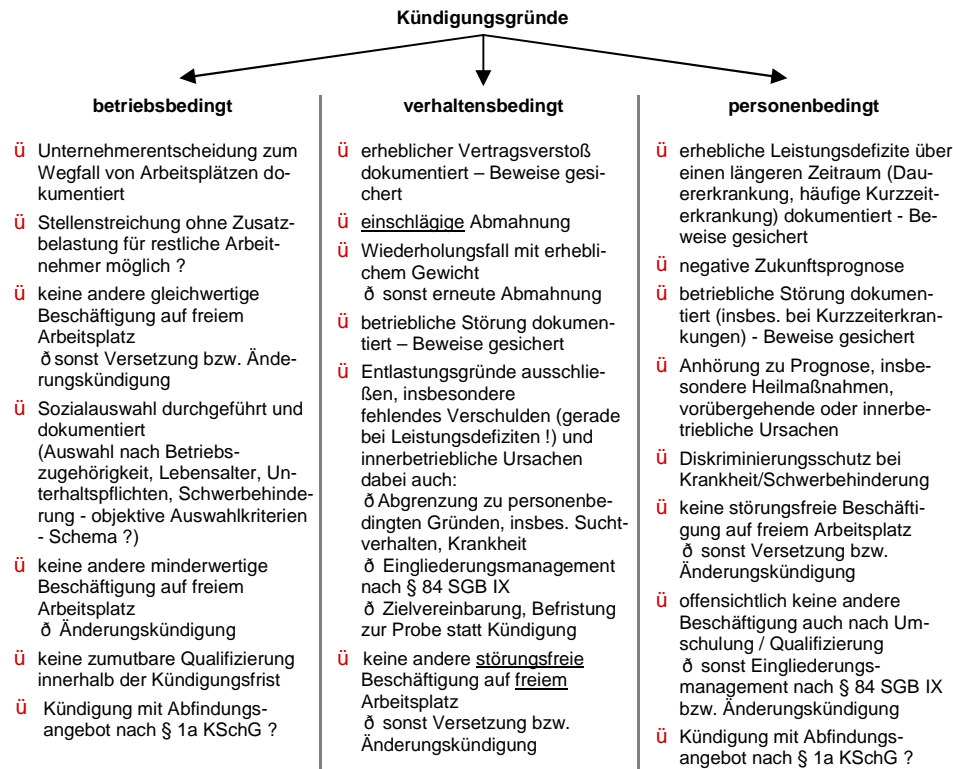 Kündigungsgründe
betriebsbedingt
ü Unternehmerentscheidung zum
Wegfall von Arbeitsplätzen do-
kumentiert
ü Stellenstreichung ohne Zusatz-
belastung für restliche Arbeit-
nehmer möglich ?
ü keine andere gleichwertige
Beschäftigung auf freiem
Arbeitsplatz
ð sonst Versetzung bzw. Ände-
rungskündigung
ü Sozialauswahl durchgeführt und
dokumentiert
(Auswahl nach Betriebs-
zugehörigkeit, Lebensalter, Un-
terhaltspflichten, Schwerbehinde-
rung - objektive Auswahlkriterien
- Schema ?)
ü keine andere minderwertige
Beschäftigung auf freiem
Arbeitsplatz
ð Änderungskündigung
ü keine zumutbare Qualifizierung
innerhalb der Kündigungsfrist
ü Kündigung mit Abfindungs-
angebot nach § 1a KSchG ?
verhaltensbedingt
ü erheblicher Vertragsverstoß
dokumentiert – Beweise gesi-
chert
ü einschlägige Abmahnung
ü Wiederholungsfall mit erhebli-
chem Gewicht
ð sonst erneute Abmahnung
ü betriebliche Störung dokumen-
tiert – Beweise gesichert
ü Entlastungsgründe ausschlie-
ßen, insbesondere
fehlendes Verschulden (gerade
bei Leistungsdefiziten !) und
innerbetriebliche Ursachen
dabei auch:
ð Abgrenzung zu personenbe-
dingten Gründen, insbes. Sucht-
verhalten, Krankheit
ð Eingliederungsmanagement
nach § 84 SGB IX
ð Zielvereinbarung, Befristung
zur Probe statt Kündigung
ü keine andere störungsfreie
Beschäftigung auf freiem
Arbeitsplatz
ð sonst Versetzung bzw.
Änderungskündigung
personenbedingt
ü erhebliche Leistungsdefizite über
einen längeren Zeitraum (Dau-
ererkrankung, häufige Kurzzeit-
erkrankung) dokumentiert - Be-
weise gesichert
ü negative Zukunftsprognose
ü betriebliche Störung dokumen-
tiert (insbes. bei Kurzzeiterkran-
kungen) - Beweise gesichert
ü Anhörung zu Prognose, insbe-
sondere Heilmaßnahmen,
vorübergehende oder innerbe-
triebliche Ursachen
ü Diskriminierungsschutz bei
Krankheit/Schwerbehinderung
ü keine störungsfreie Beschäfti-
gung auf freiem Arbeitsplatz
ð sonst Versetzung bzw.
Änderungskündigung
ü offensichtlich keine andere
Beschäftigung auch nach Um-
schulung / Qualifizierung
ð sonst Eingliederungs-
management nach § 84 SGB IX
bzw. Änderungskündigung
ü Kündigung mit Abfindungs-
angebot nach § 1a KSchG ?